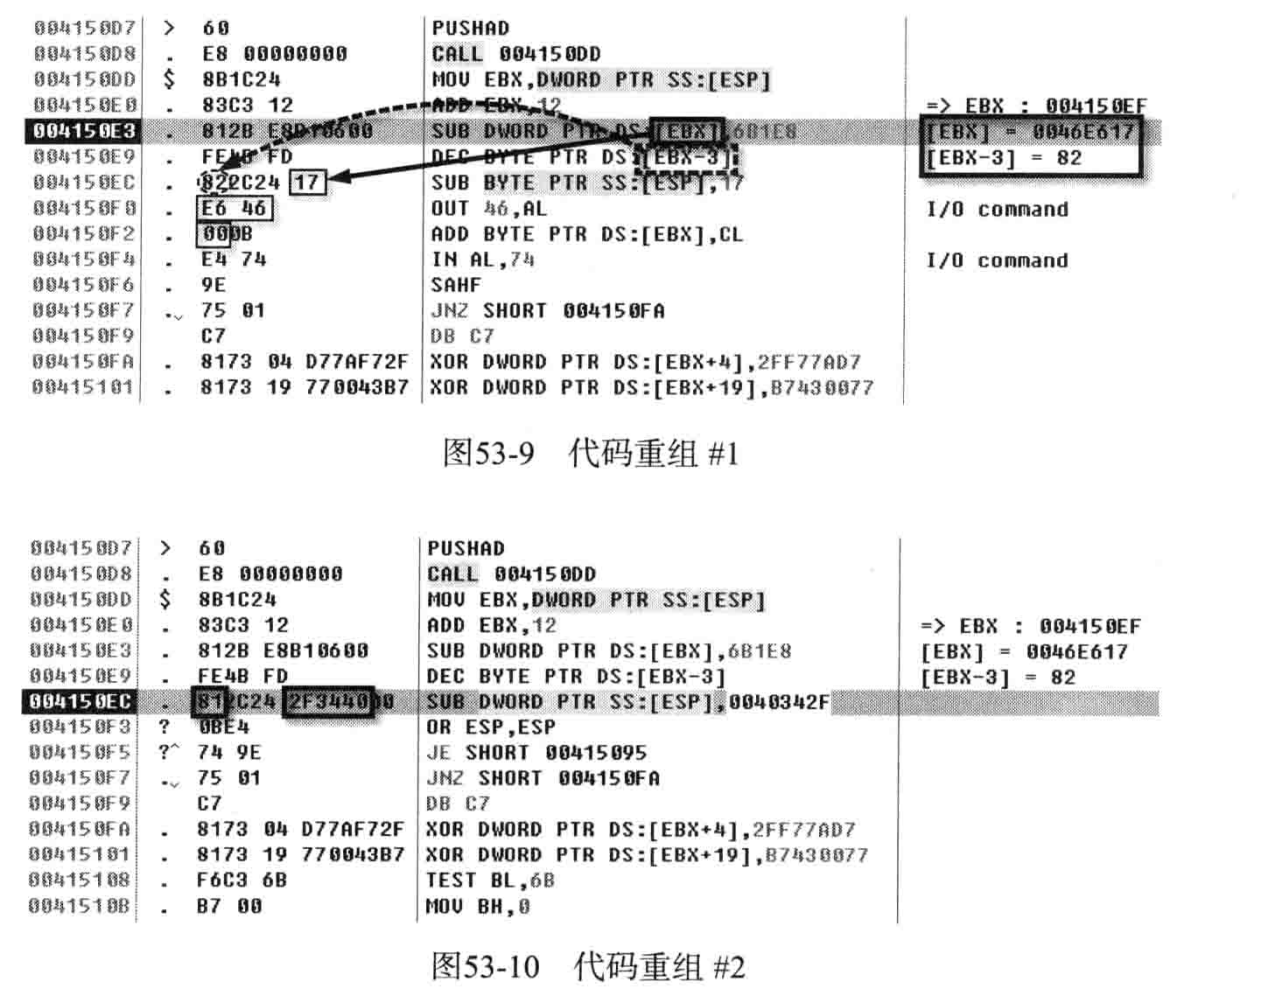 004150D7 > 60 PUSHAD
004150D8 . E8 00000000 CALL 004150DD
004150DD $ 8B1C24 MOV EBX,DWORD PTR SS:[ESP]
004150E0 . 83C3 12 ADD EBX,12 => EBX : 004150EF
004150E3 . 812B E8B10600 SUB DWORD PTR DS:[EBX],6B1E8 [EBX] = 0046E617
004150E9 . FE4B FD DEC BYTE PTR DS:[EBX-3] [EBX-3] = 82
004150EC . 822C24 17 SUB BYTE PTR SS:[ESP],17
004150F0 . E6 46 OUT 46,AL I/O command
004150F2 . 000B ADD BYTE PTR DS:[EBX],CL
004150F4 . E4 74 IN AL,74 I/O command
004150F6 . 9E SAHF
004150F7 . 75 01 JNZ SHORT 004150FA
004150F9 C7 DB C7
004150FA . 8173 04 D77AF72F XOR DWORD PTR DS:[EBX+4],2FF77AD7
00415101 . 8173 19 770043B7 XOR DWORD PTR DS:[EBX+19],B7430077
图53-9 代码重组 #1
004150D7 > 60 PUSHAD
004150D8 . E8 00000000 CALL 004150DD
004150DD $ 8B1C24 MOV EBX,DWORD PTR SS:[ESP]
004150E0 . 83C3 12 ADD EBX,12 => EBX : 004150EF
004150E3 . 812B E8B10600 SUB DWORD PTR DS:[EBX],6B1E8 [EBX] = 0046E617
004150E9 . FE4B FD DEC BYTE PTR DS:[EBX-3] [EBX-3] = 82
004150EC . 812C24 2F344000 SUB DWORD PTR SS:[ESP],0040342F
004150F3 ? 0BE4 OR ESP,ESP
004150F5 ?^ 74 9E JE SHORT 00415095
004150F7 . 75 01 JNZ SHORT 004150FA
004150F9 C7 DB C7
004150FA . 8173 04 D77AF72F XOR DWORD PTR DS:[EBX+4],2FF77AD7
00415101 . 8173 19 770043B7 XOR DWORD PTR DS:[EBX+19],B7430077
00415108 . F6C3 6B TEST BL,6B
0041510B . B7 00 MOV BH,0
图53-10 代码重组 #2